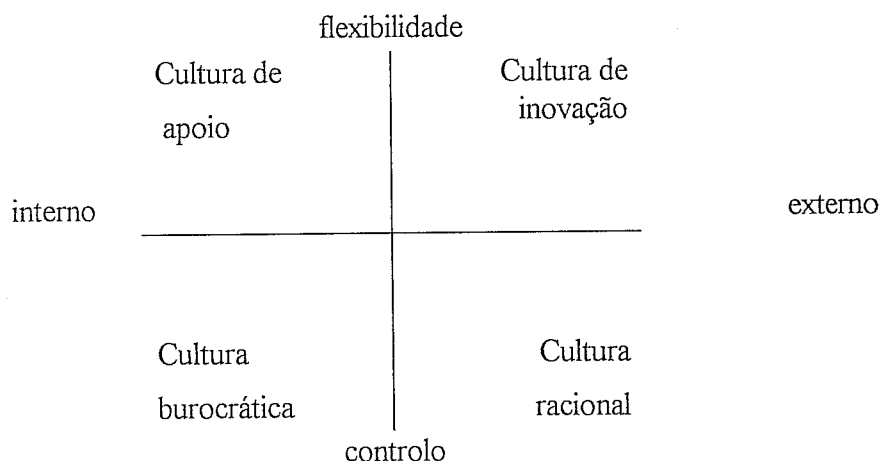 flexibilidade
Cultura de
apoio
Cultura de
inovação
interno
externo
Cultura
burocrática
Cultura
racional
controlo